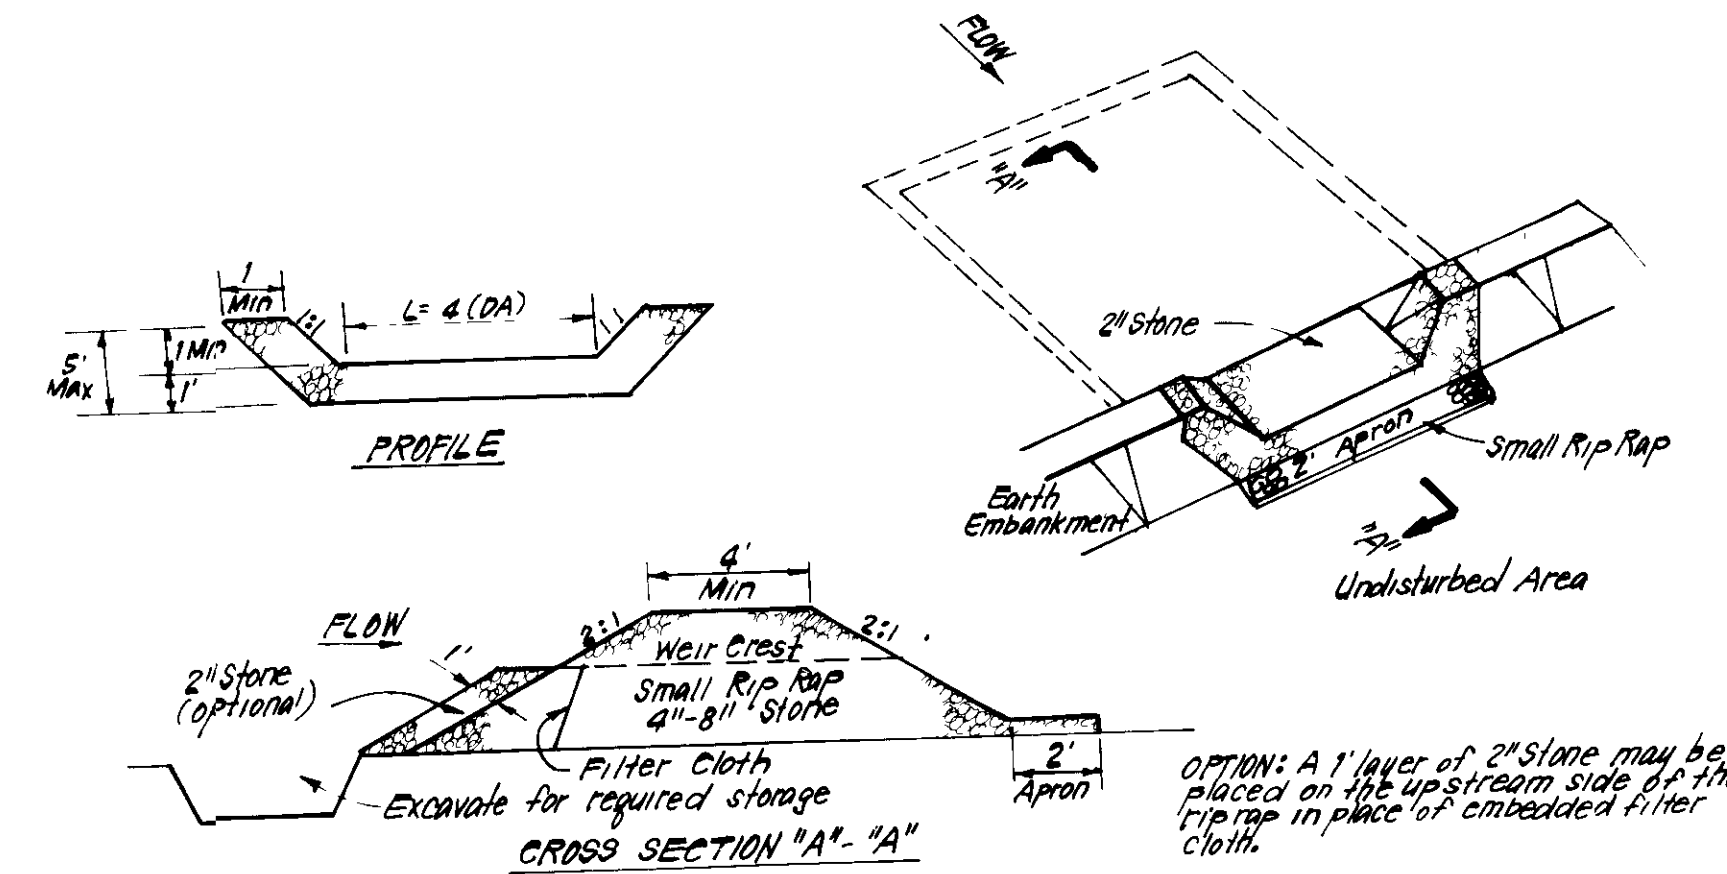 1
Min
1:1
L= 4 (DA)
1:1
5'
Max
1 Min
1'
PROFILE
FLOW
"A"
2" Stone
2' Apron
Small Rip Rap
Earth
Embankment
"A"
Undisturbed Area
4'
Min
FLOW
2:1
2:1
1'
Weir Crest
2" Stone
(optional)
Small Rip Rap
4"-8" Stone
Filter Cloth
Excavate for required storage
2'
Apron
CROSS SECTION "A"-"A"
OPTION: A 1' layer of 2" Stone may be
placed on the upstream side of the
rip rap in place of embedded filter
cloth.